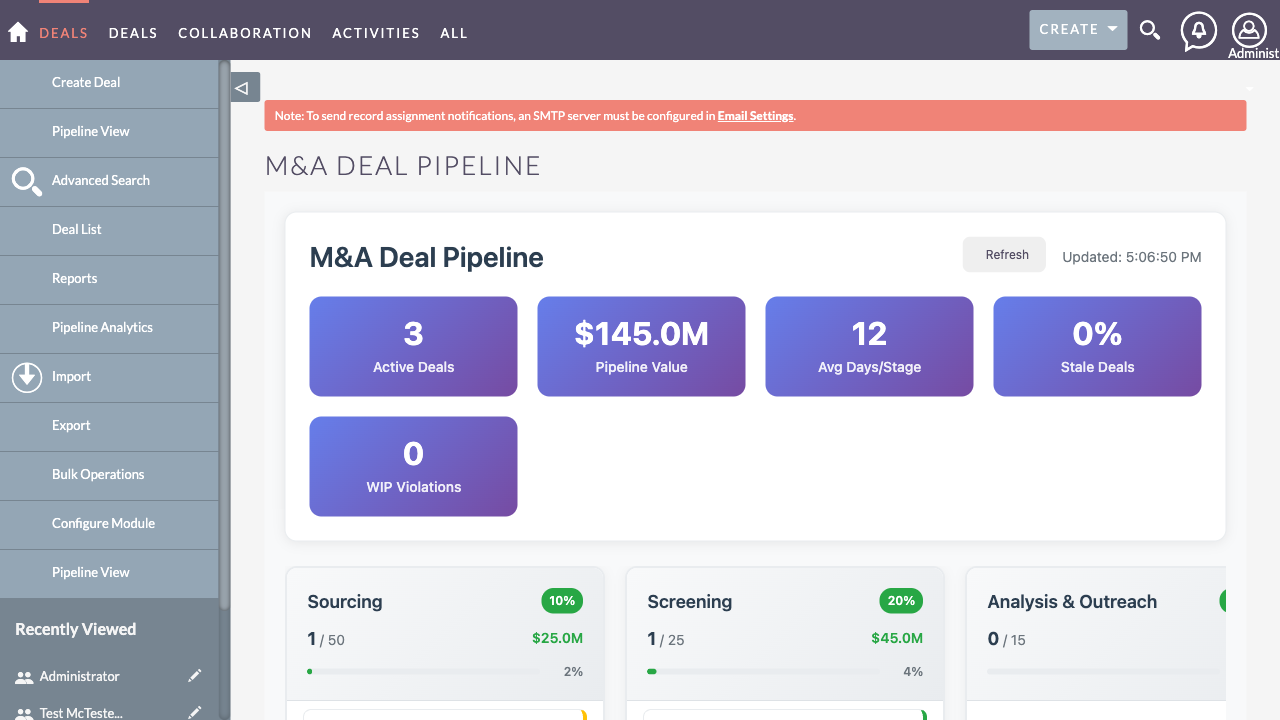 DEALS DEALS COLLABORATION ACTIVITIES ALL CREATE
Administ
Create Deal
Pipeline View
Advanced Search
Deal List
Reports
Pipeline Analytics
Import
Export
Bulk Operations
Configure Module
Pipeline View
Recently Viewed
Administrator
Test McTeste...
Note: To send record assignment notifications, an SMTP server must be configured in Email Settings.
M&A DEAL PIPELINE
M&A Deal Pipeline
Refresh Updated: 5:06:50 PM
3
Active Deals
$145.0M
Pipeline Value
12
Avg Days/Stage
0%
Stale Deals
0
WIP Violations
Sourcing 10%
1 / 50 $25.0M
2%
Screening 20%
1 / 25 $45.0M
4%
Analysis & Outreach
0 / 15